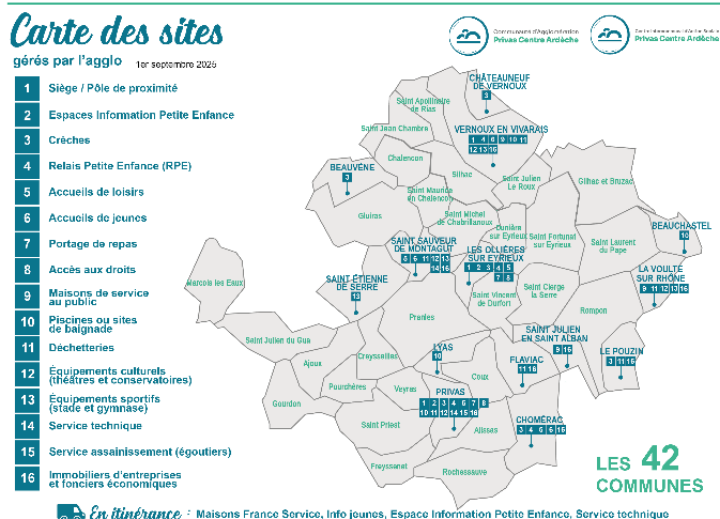 Carte des sites
gérés par l'agglo 1er septembre 2025
Communauté d'Agglomération
Privas Centre Ardèche
Privas Centre Ardèche
1 Siège / Pôle de proximité
2 Espaces Information Petite Enfance
3 Crèches
4 Relais Petite Enfance (RPE)
5 Accueils de loisirs
6 Accueils de jeunes
7 Portage de repas
8 Accès aux droits
9 Maisons de service
au public
10 Piscines ou sites
de baignade
11 Déchetteries
12 Équipements culturels
(théâtres et conservatoires)
13 Équipements sportifs
(stade et gymnase)
14 Service technique
15 Service assainissement (égoutiers)
16 Immobiliers d'entreprises
et fonciers économiques
CHÂTEAUNEUF
DE VERNOUX
3
Saint Apollinaire
de Rias
Saint Jean Chambre
VERNOUX EN VIVARAIS
1 4 6 9 10 11
12 13 16
Chalencon
BEAUVÈNE
3
Silhac
Saint Julien
Le Roux
Gilhac et Bruzac
Saint Maurice
en Chalencon
Gluiras
Saint Michel
de Chabrillanoux
Dunière
sur Eyrieux
Saint Fortunat
sur Eyrieux
BEAUCHASTEL
Saint Laurent
du Pape
SAINT SAUVEUR
DE MONTAGUT
5 6 11 12 13
14 16
LES OLLIÈRES
SUR EYRIEUX
1 2 3 4 5
7 8
LA VOULTE
SUR RHÔNE
9 11 12 13 16
Marcols les Eaux
SAINT ÉTIENNE
DE SERRE
13
Saint Vincent
de Durfort
Saint Cierge
la Serre
Rompon
Pranles
Saint Julien du Gua
SAINT JULIEN
EN SAINT ALBAN
9 16
LYAS
10
Creysseilles
Ajoux
Coux
FLAVIAC
11 16
LE POUZIN
3 11 15 16
Pourchères
Veyras
PRIVAS
1 2 3 4 6 7 8
10 11 12 14 15 16
Gourdon
Saint Priest
Alissas
CHOMÉRAC
3 4 5 6 16
Freyssenet
Rochessauve
LES 42
COMMUNES
En itinérance : Maisons France Service, Info jeunes, Espace Information Petite Enfance, Service technique